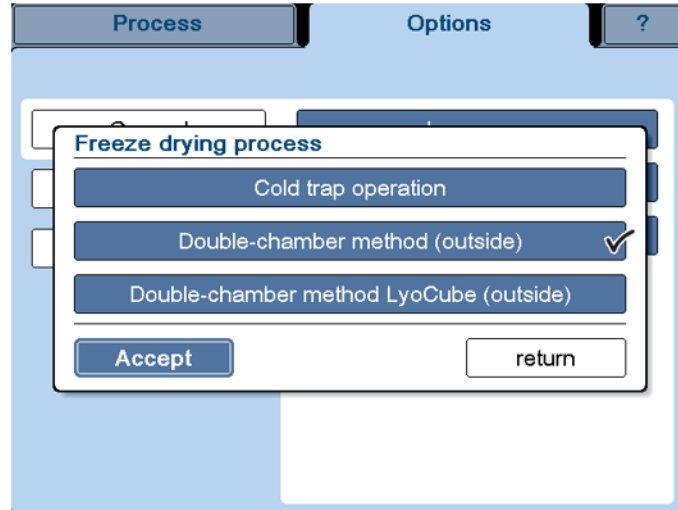 Process
Options
?
Freeze drying process
Cold trap operation
Double-chamber method (outside)
Double-chamber method LyoCube (outside)
Accept
return